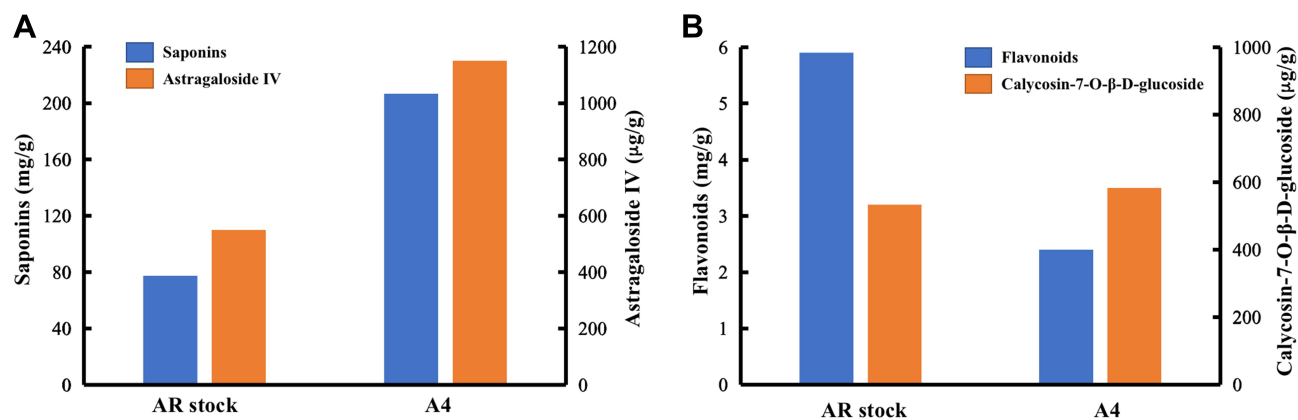 A
Saponins (mg/g)
240
200
160
120
80
40
0
Saponins
Astragaloside IV
1200
1000
800
600
400
200
0
Astragaloside IV (μg/g)
AR stock
A4
B
Flavonoids (mg/g)
6
5
4
3
2
1
0
Flavonoids
Calycosin-7-O-β-D-glucoside
1000
800
600
400
200
0
Calycosin-7-O-β-D-glucoside (μg/g)
AR stock
A4